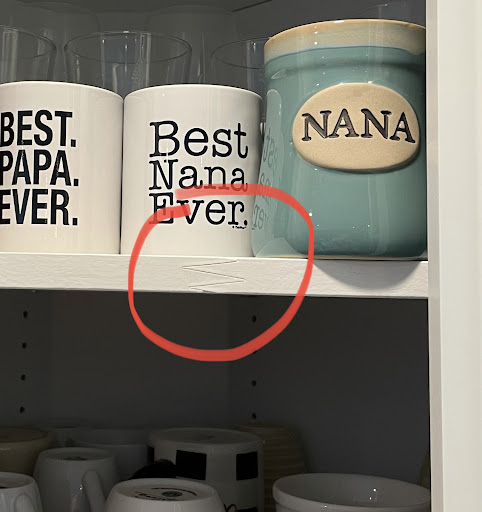 BEST.
PAPA.
EVER.
Best
Nana
Ever.
NANA